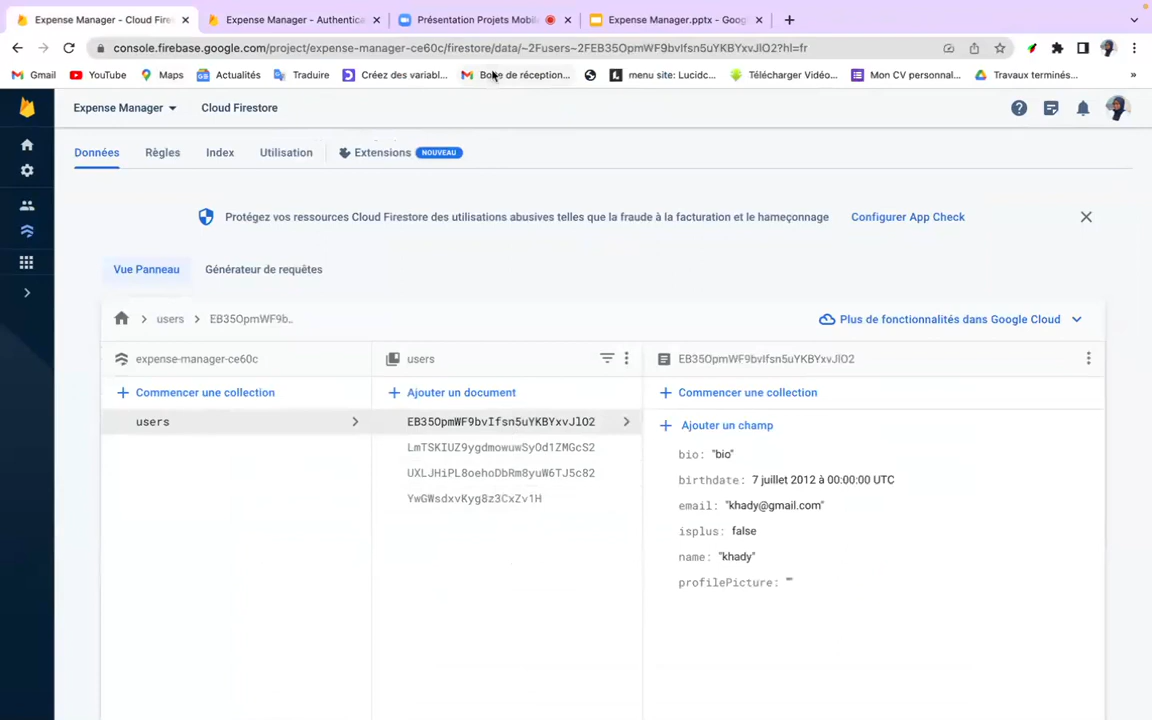 Expense Manager - Cloud Fires
Expense Manager - Authentica
Présentation Projets Mobile
Expense Manager.pptx - Goog
console.firebase.google.com/project/expense-manager-ce60c/firestore/data/~2Fusers~2FEB35OpmWF9bvIfsn5uYKBYxvJlO2?hl=fr
Gmail
YouTube
Maps
Actualités
Traduire
Créez des variabl...
de réception...
menu site: Lucidc...
Télécharger Vidéo...
Mon CV personnal...
Travaux terminés...
»
Expense Manager
Cloud Firestore
Données
Règles
Index
Utilisation
Extensions
NOUVEAU
Protégez vos ressources Cloud Firestore des utilisations abusives telles que la fraude à la facturation et le hameçonnage
Configurer App Check
Vue Panneau
Générateur de requêtes
users
EB35OpmWF9b..
Plus de fonctionnalités dans Google Cloud
expense-manager-ce60c
users
EB35OpmWF9bvIfsn5uYKBYxvJlO2
Commencer une collection
Ajouter un document
Commencer une collection
users
EB35OpmWF9bvIfsn5uYKBYxvJlO2
Ajouter un champ
LmTSKIUZ9ygdmowuwSyOd1ZMGcS2
bio: "bio"
UXLJHiPL8oehoDbRm8yuW6TJ5c82
birthdate: 7 juillet 2012 à 00:00:00 UTC
YwGWsdxvKyg8z3CxZv1H
email: "khady@gmail.com"
isplus: false
name: "khady"
profilePicture: ""